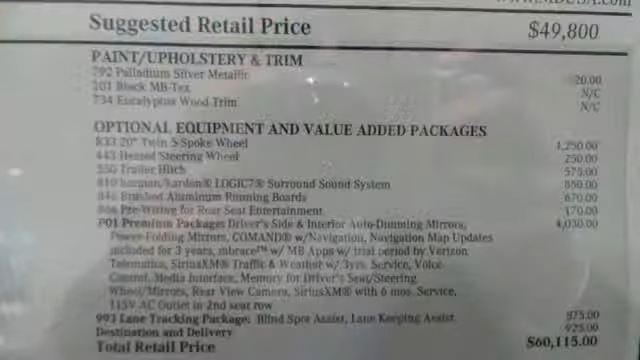 Suggested Retail Price $49,800
PAINT/UPHOLSTERY & TRIM
792 Palladium Silver Metallic 720.00
101 Black MB-Tex N/C
734 Eucalyptus Wood Trim N/C
OPTIONAL EQUIPMENT AND VALUE ADDED PACKAGES
833 20" Twin 5-Spoke Wheel 1,250.00
443 Heated Steering Wheel 250.00
550 Trailer Hitch 575.00
810 harman/kardon® LOGIC7® Surround Sound System 850.00
846 Brushed Aluminum Running Boards 670.00
866 Pre-Wiring for Rear Seat Entertainment 170.00
P01 Premium Package: Driver's Side & Interior Auto-Dimming Mirrors, 4,030.00
Power-Folding Mirrors, COMAND® w/Navigation, Navigation Map Updates
included for 3 years, mbrace™ w/ MB Apps w/ trial period by Verizon
Telematics, SiriusXM® Traffic & Weather w/ 3yrs. Service, Voice
Control, Media Interface, Memory for Driver's Seat/Steering
Wheel/Mirrors, Rear View Camera, SiriusXM® with 6 mos. Service,
115V AC Outlet in 2nd seat row
993 Lane Tracking Package: Blind Spot Assist, Lane Keeping Assist 875.00
Destination and Delivery 925.00
Total Retail Price $60,115.00